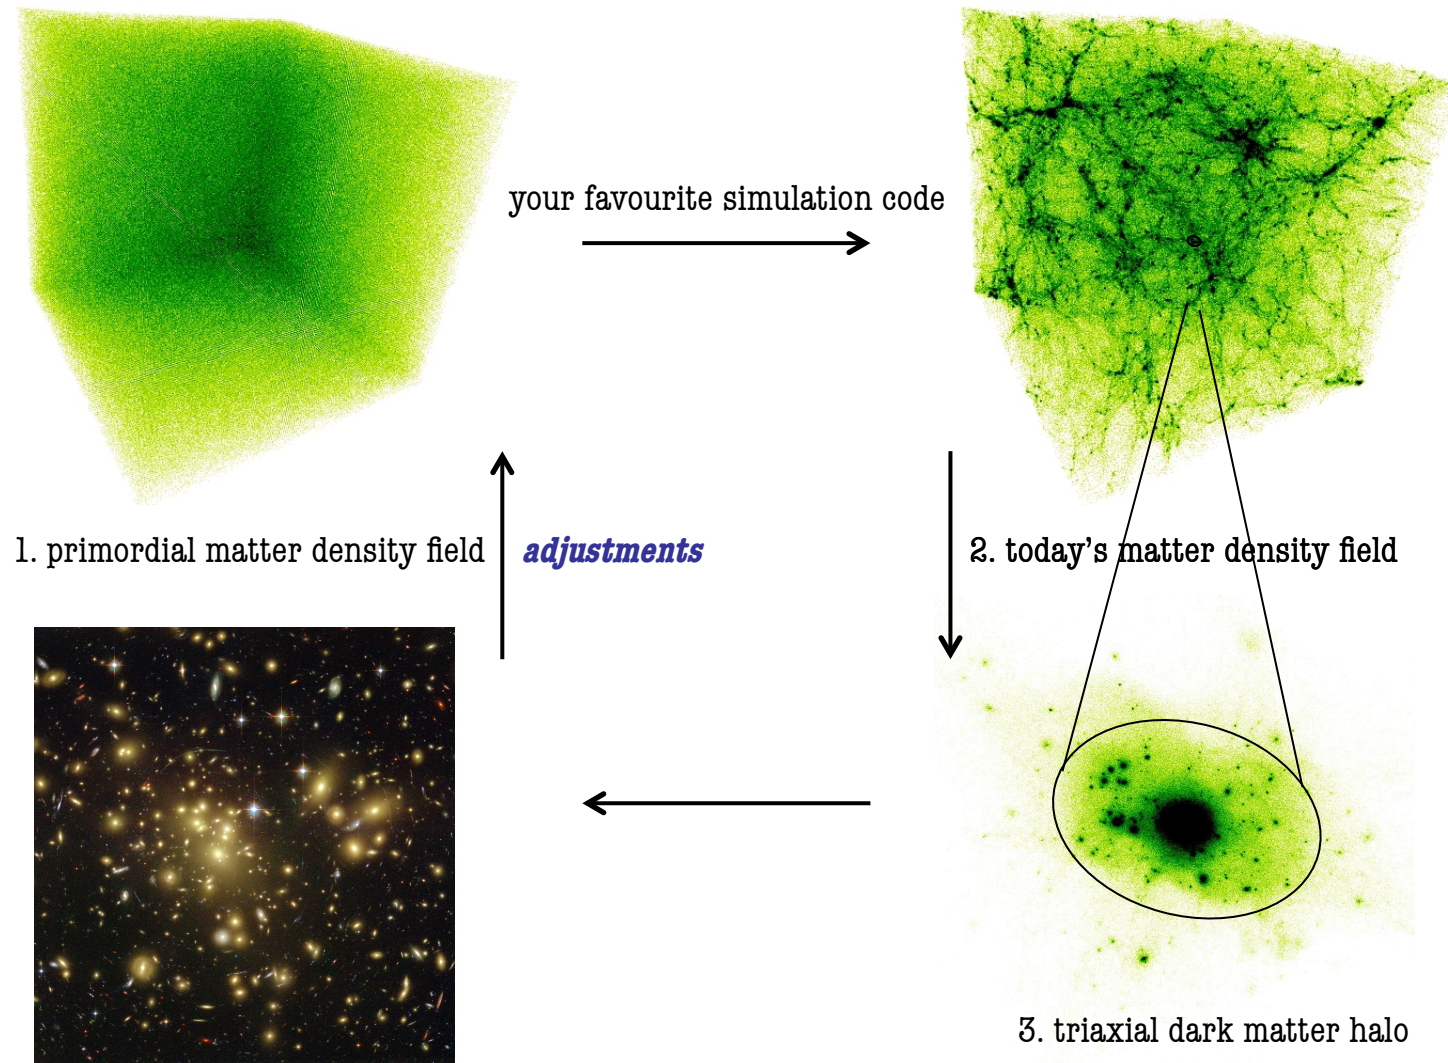 your favourite simulation code
1. primordial matter density field
adjustments
2. today's matter density field
3. triaxial dark matter halo